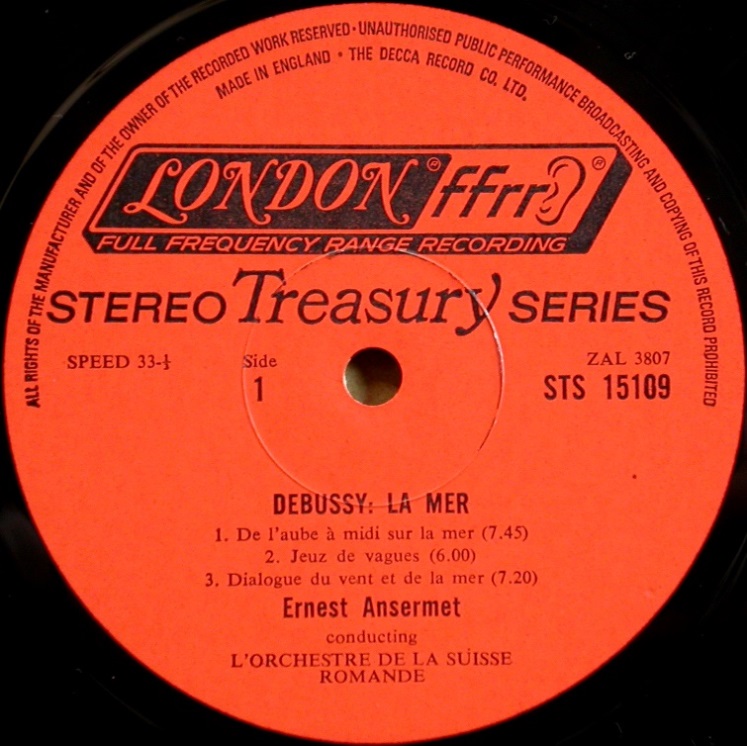 ALL RIGHTS OF THE MANUFACTURER AND OF THE OWNER OF THE RECORDED WORK RESERVED · UNAUTHORISED PUBLIC PERFORMANCE BROADCASTING AND COPYING OF THIS RECORD PROHIBITED
MADE IN ENGLAND • THE DECCA RECORD CO. LTD.
LONDON ® ffrr ®
FULL FREQUENCY RANGE RECORDING
STEREO Treasury SERIES
SPEED 33-⅓ Side ZAL 3807
1 STS 15109
DEBUSSY: LA MER
1. De l'aube à midi sur la mer (7.45)
2. Jeuz de vagues (6.00)
3. Dialogue du vent et de la mer (7.20)
Ernest Ansermet
conducting
L'ORCHESTRE DE LA SUISSE
ROMANDE